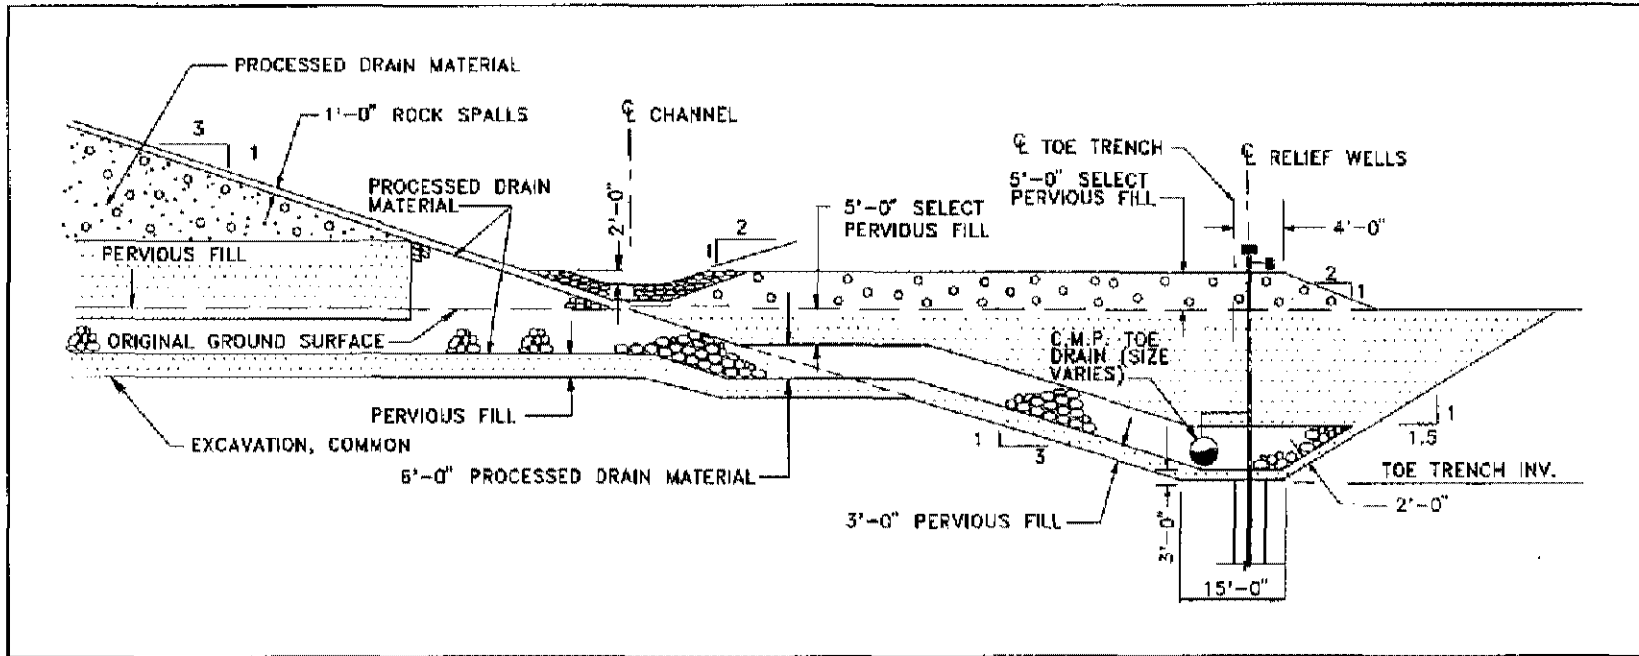 PROCESSED DRAIN MATERIAL
1'-0" ROCK SPALLS
3
1
℄ CHANNEL
PROCESSED DRAIN
MATERIAL
2'-0"
5'-0" SELECT
PERVIOUS FILL
2
1
℄ TOE TRENCH
℄ RELIEF WELLS
5'-0" SELECT
PERVIOUS FILL
4'-0"
2
1
PERVIOUS FILL
ORIGINAL GROUND SURFACE
C.M.P. TOE
DRAIN (SIZE
VARIES)
PERVIOUS FILL
EXCAVATION, COMMON
6'-0" PROCESSED DRAIN MATERIAL
1
3
1
1.5
TOE TRENCH INV.
2'-0"
3'-0" PERVIOUS FILL
3'-0"
15'-0"